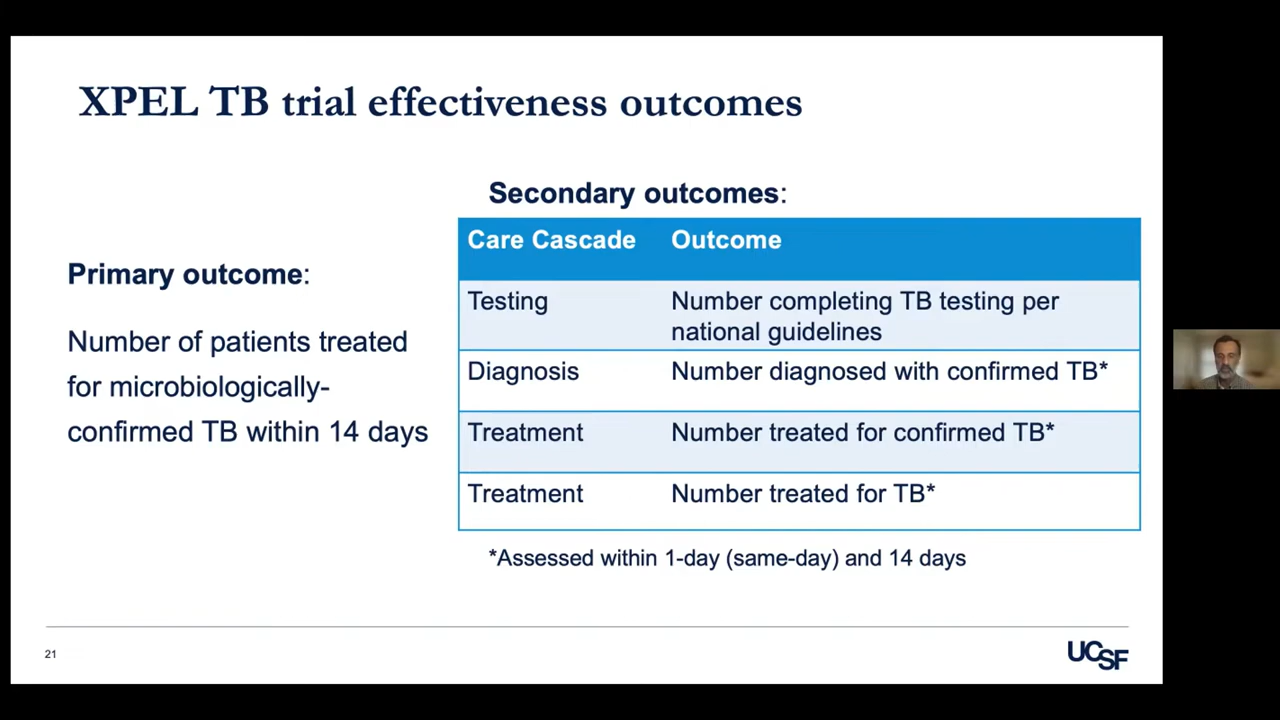 XPEL TB trial effectiveness outcomes
Primary outcome:
Number of patients treated
for microbiologically-
confirmed TB within 14 days
Secondary outcomes:
Care Cascade Outcome
Testing Number completing TB testing per
national guidelines
Diagnosis Number diagnosed with confirmed TB*
Treatment Number treated for confirmed TB*
Treatment Number treated for TB*
*Assessed within 1-day (same-day) and 14 days
21
UCSF